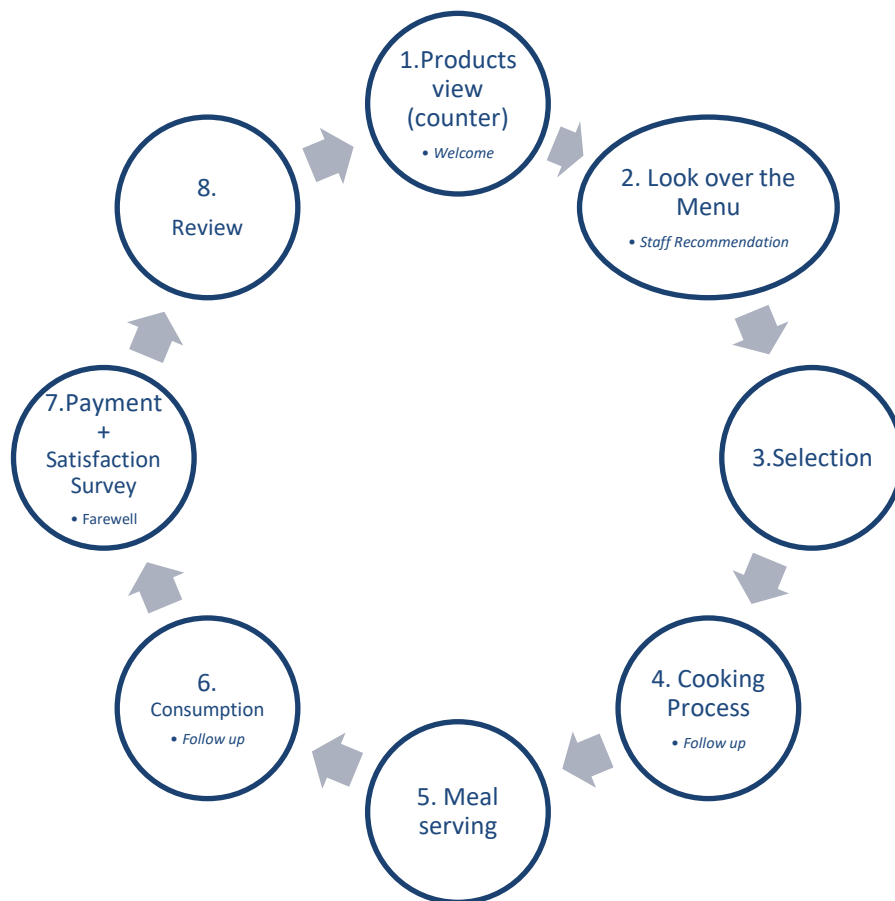 1.Products
view
(counter)
• Welcome
2. Look over the
Menu
• Staff Recommendation
3.Selection
4. Cooking
Process
• Follow up
5. Meal
serving
6.
Consumption
• Follow up
7.Payment
+
Satisfaction
Survey
• Farewell
8.
Review